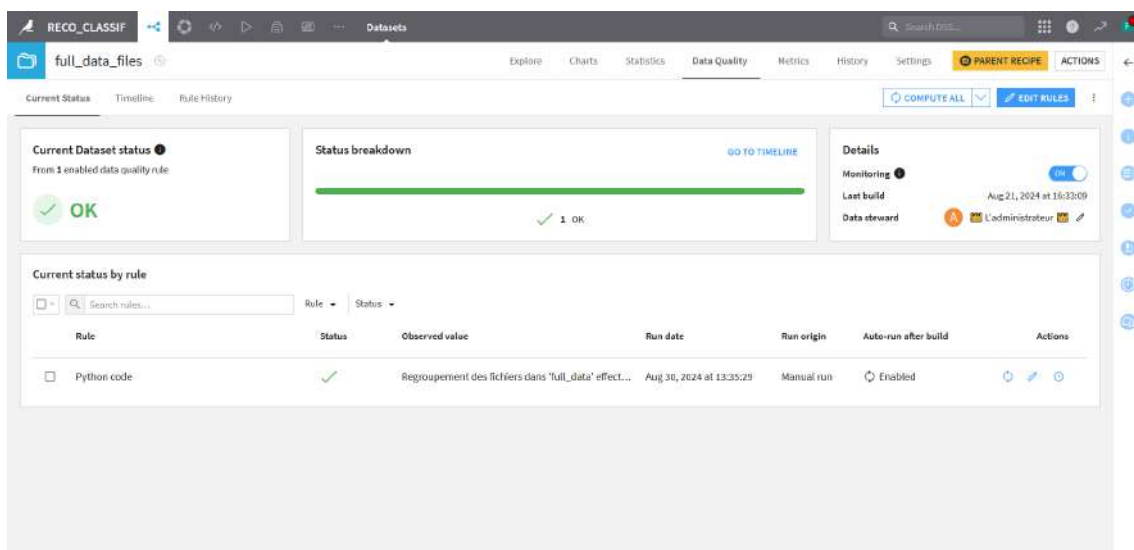 RECO_CLASSIF ... Datasets Search DSS...
full_data_files Explore Charts Statistics Data Quality Metrics History Settings PARENT RECIPE ACTIONS
Current Status Timeline Rule History COMPUTE ALL EDIT RULES
Current Dataset status
From 1 enabled data quality rule
OK
Status breakdown GO TO TIMELINE
1 OK
Details
Monitoring ON
Last build Aug 21, 2024 at 16:33:09
Data steward A L'administrateur
Current status by rule
Search rules... Rule Status
Rule Status Observed value Run date Run origin Auto-run after build Actions
Python code Regroupement des fichiers dans 'full_data' effect... Aug 30, 2024 at 13:35:29 Manual run Enabled